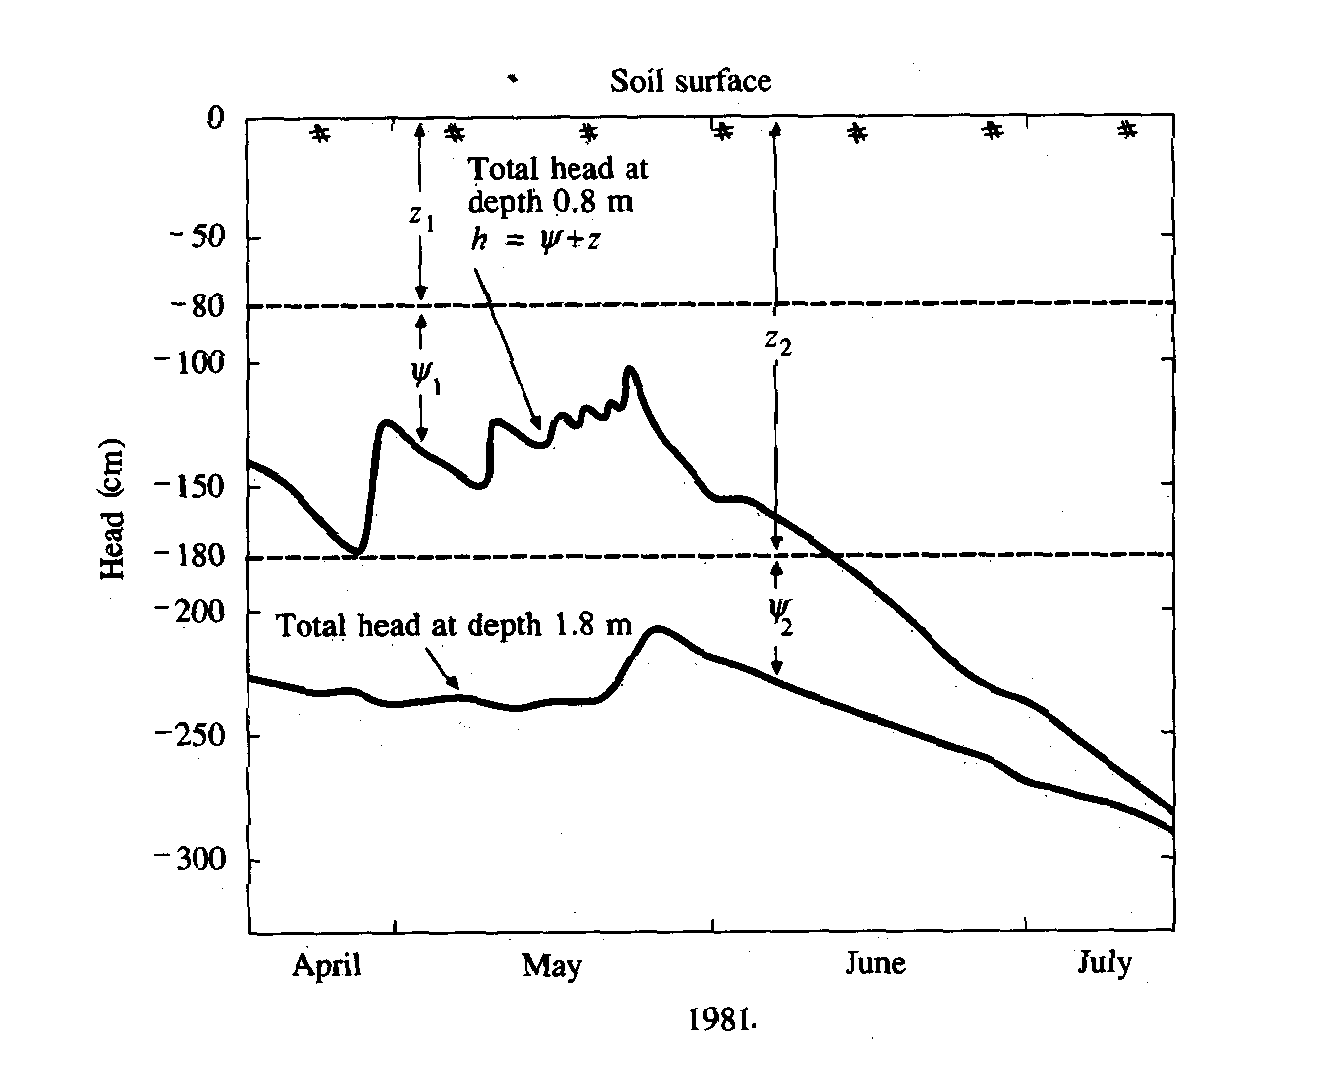 Soil surface
0
# # # # # # #
Total head at
depth 0.8 m
h = ψ+z
z1
-50
-80
z2
-100
ψ1
Head (cm)
-150
-180
-200
ψ2
Total head at depth 1.8 m
-250
-300
April May June July
1981.